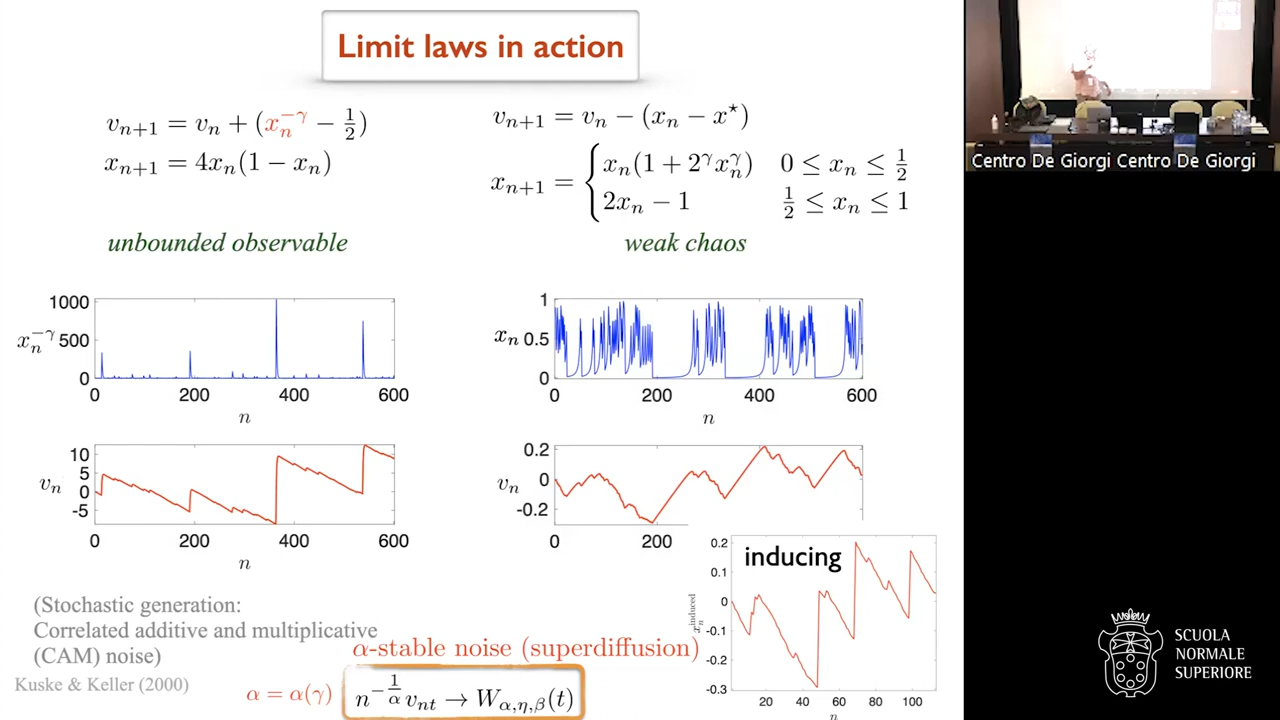 Limit laws in action
v_{n+1} = v_n + (x_n^{-γ} − 1/2)
x_{n+1} = 4x_n(1 − x_n)
unbounded observable
v_{n+1} = v_n − (x_n − x^⋆)
x_{n+1} = { x_n(1 + 2^γ x_n^γ) 0 ≤ x_n ≤ 1/2
2x_n − 1 1/2 ≤ x_n ≤ 1
weak chaos
x_n^{-γ}
1000
500
0
0 200 400 600
n
x_n
1
0.5
0
0 200 400 600
n
v_n
10
5
0
-5
0 200 400 600
n
v_n
0.2
0
-0.2
0 200
inducing
x_n^{induced}
0.2
0.1
0
-0.1
-0.2
-0.3
20 40 60 80 100
n
(Stochastic generation:
Correlated additive and multiplicative
(CAM) noise)
Kuske & Keller (2000)
α-stable noise (superdiffusion)
α = α(γ)
n^{-1/α} v_{nt} → W_{α,η,β}(t)
Centro De Giorgi Centro De Giorgi
SCUOLA
NORMALE
SUPERIORE